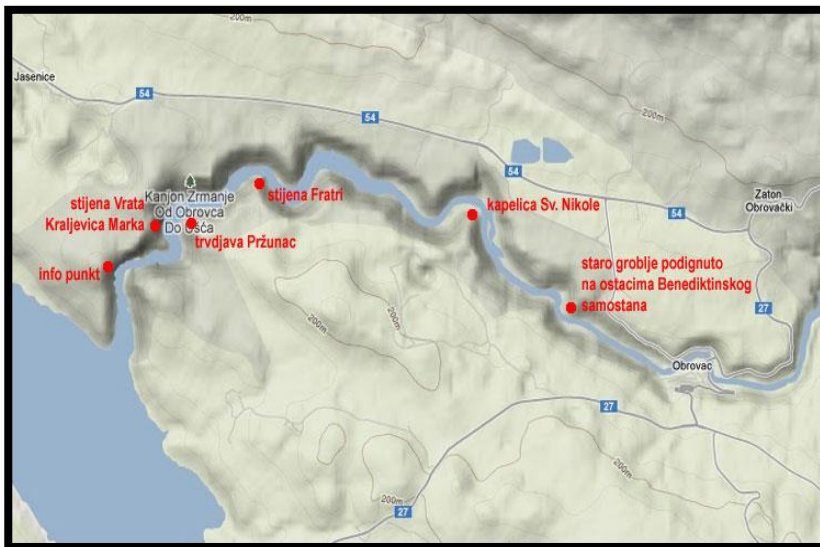 200m
Jasenice
54
54
200m
54
stijena Vrata
Kraljevica Marka
Kanjon Zrmanje
Od Obrovca
Do Ušća
stijena Fratri
kapelica Sv. Nikole
Zaton
Obrovački
54
trvdjava Pržunac
info punkt
staro groblje podignuto
na ostacima Benediktinskog
samostana
27
200m
200m
Obrovac
27
200m
200m
27